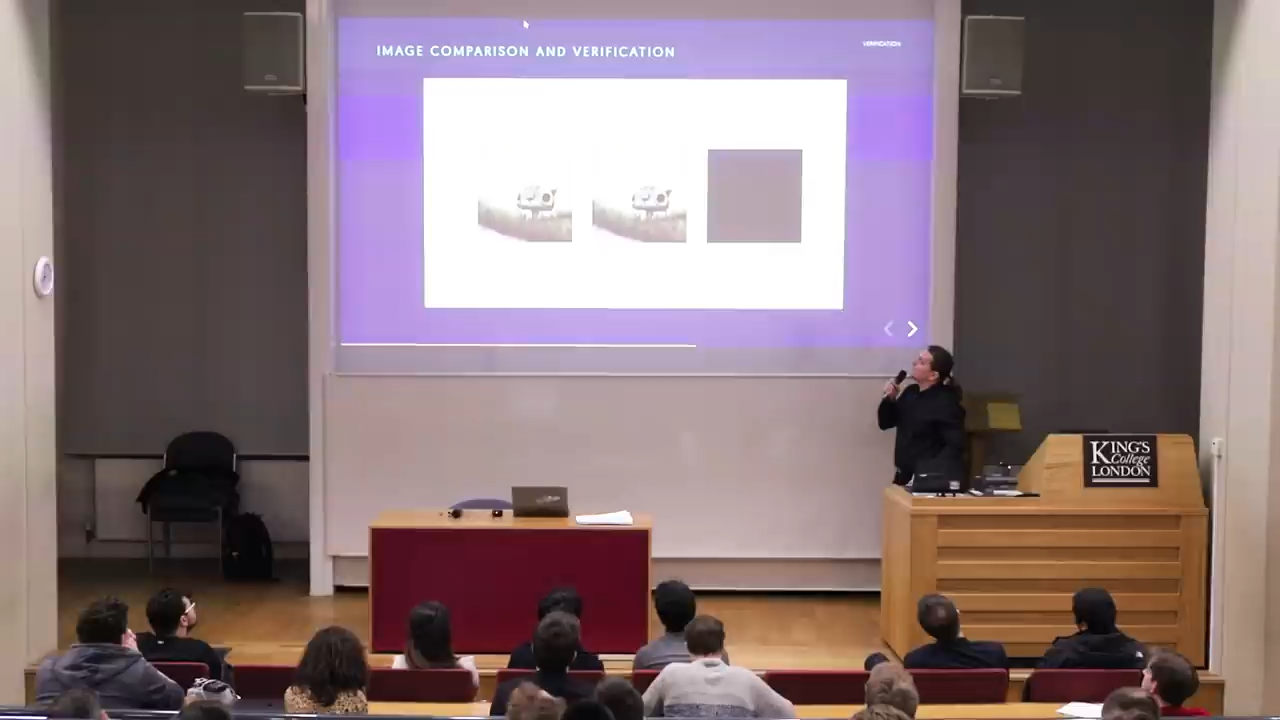 IMAGE COMPARISON AND VERIFICATION
VERIFICATION
KING'S
College
LONDON